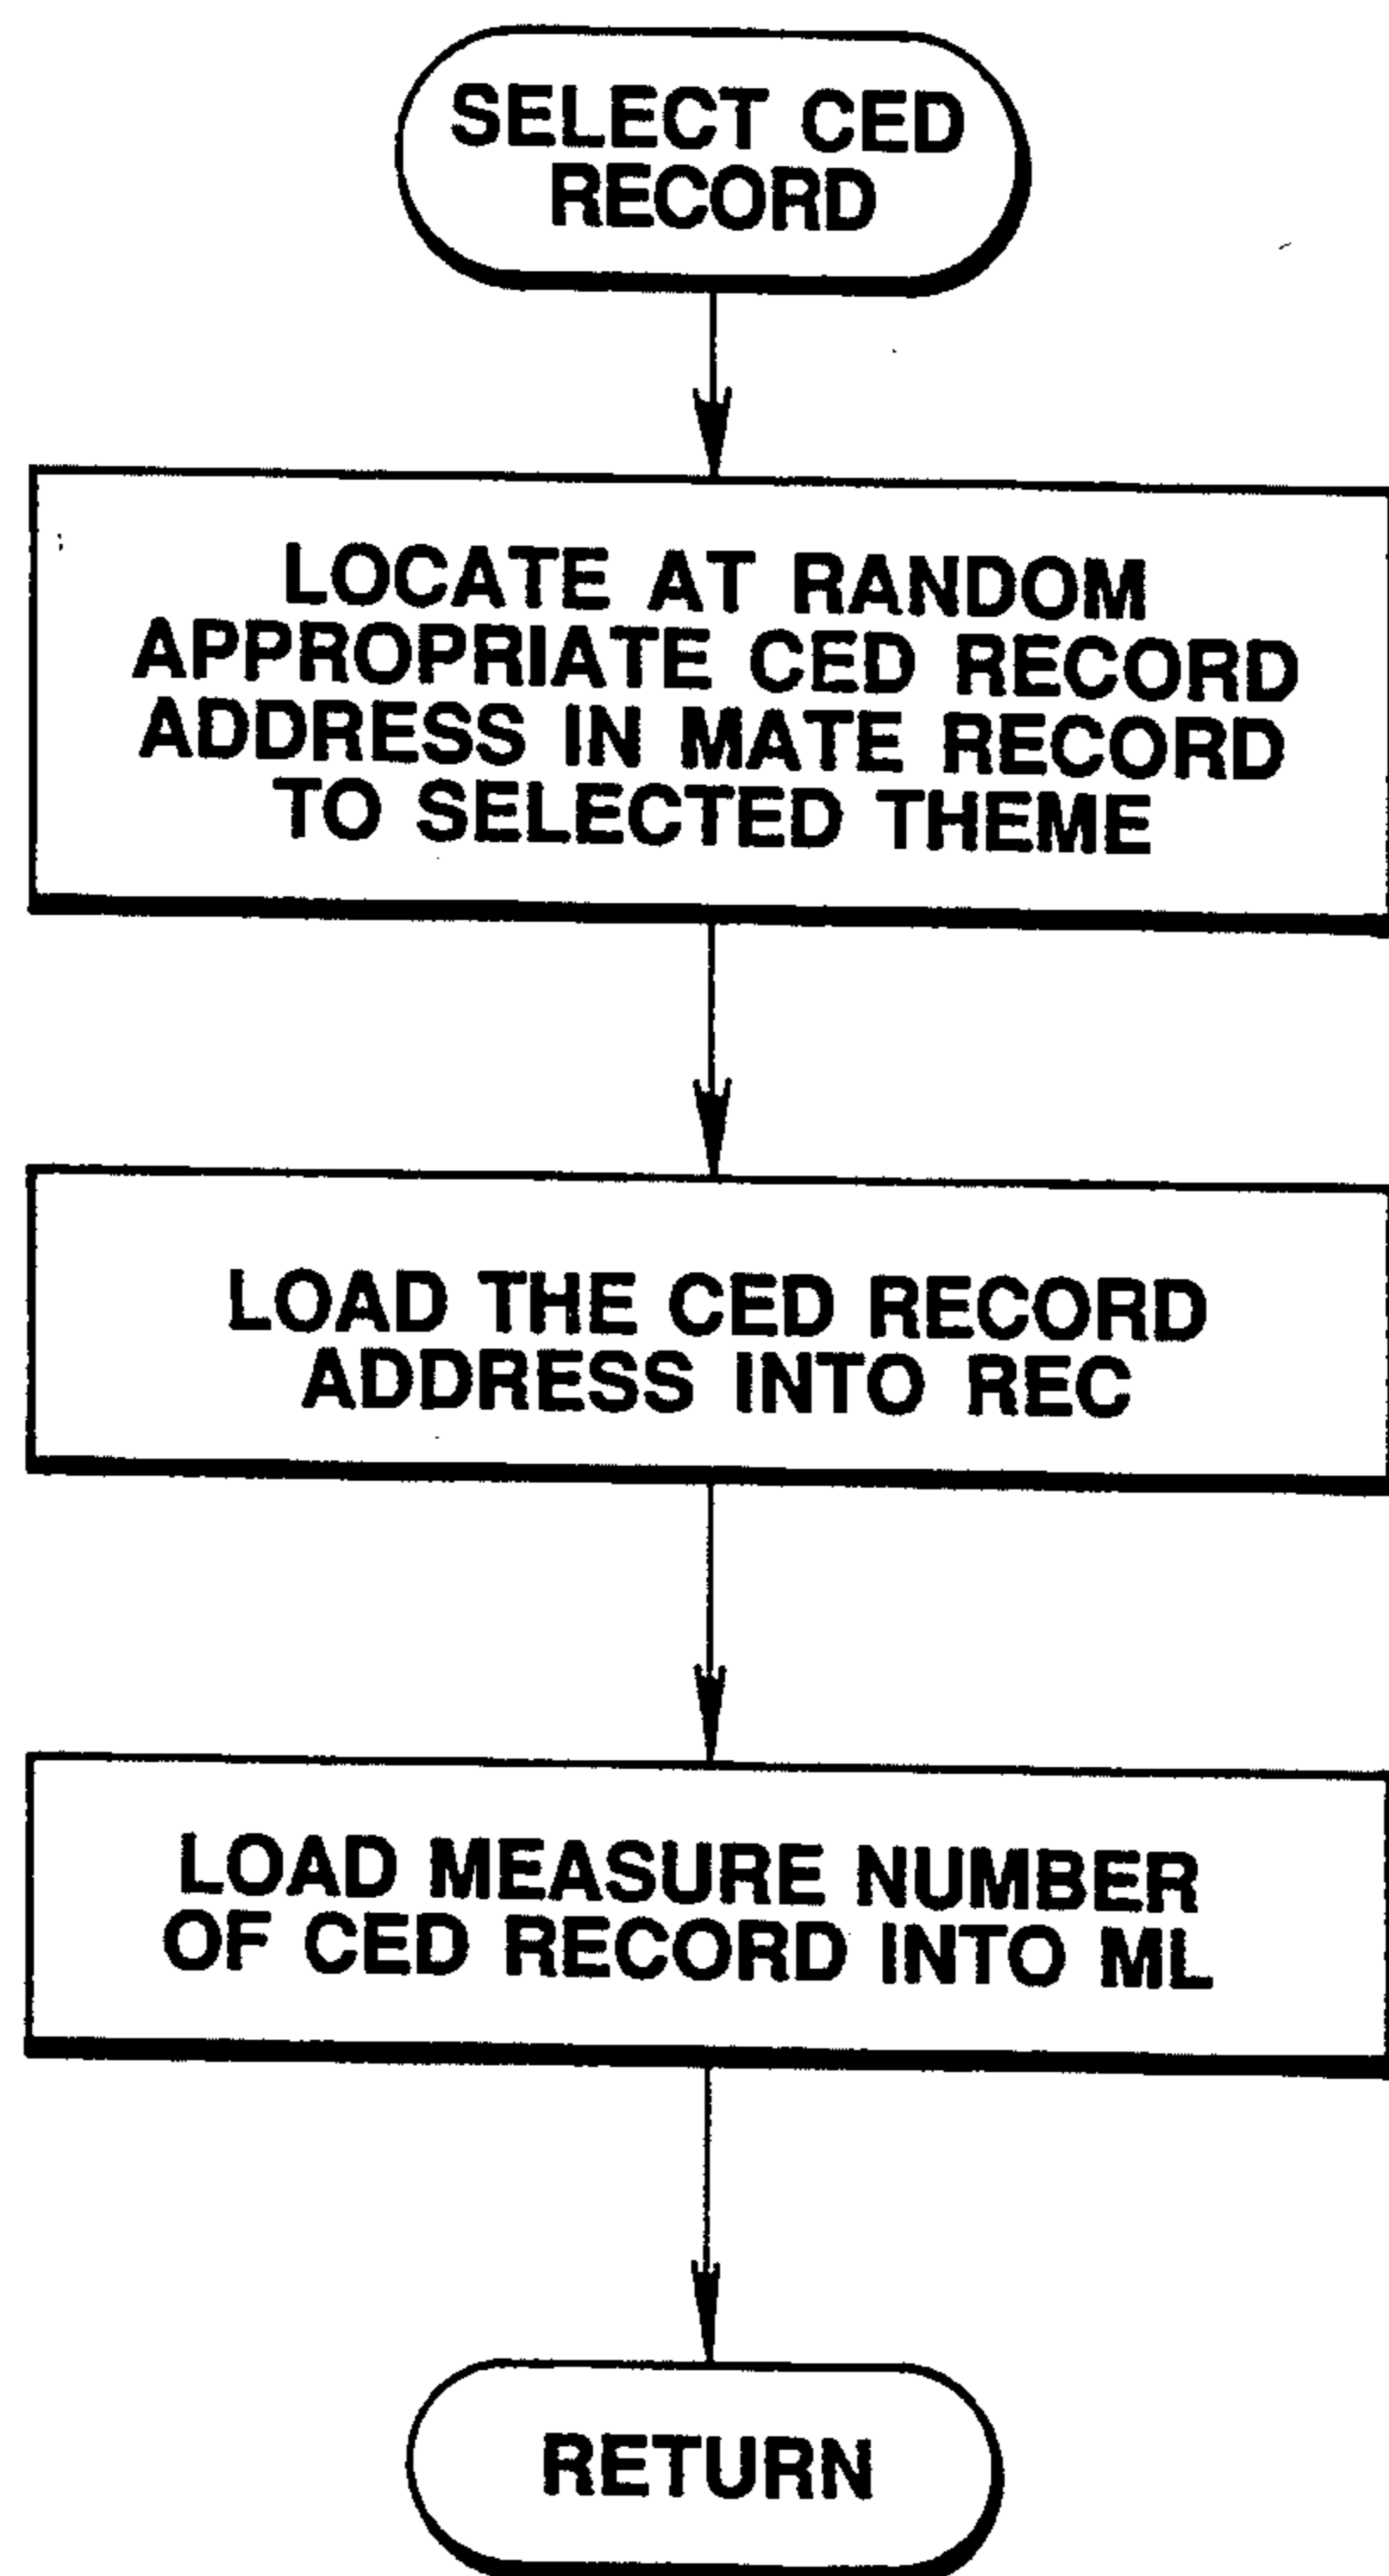 SELECT CED
RECORD
LOCATE AT RANDOM
APPROPRIATE CED RECORD
ADDRESS IN MATE RECORD
TO SELECTED THEME
LOAD THE CED RECORD
ADDRESS INTO REC
LOAD MEASURE NUMBER
OF CED RECORD INTO ML
RETURN